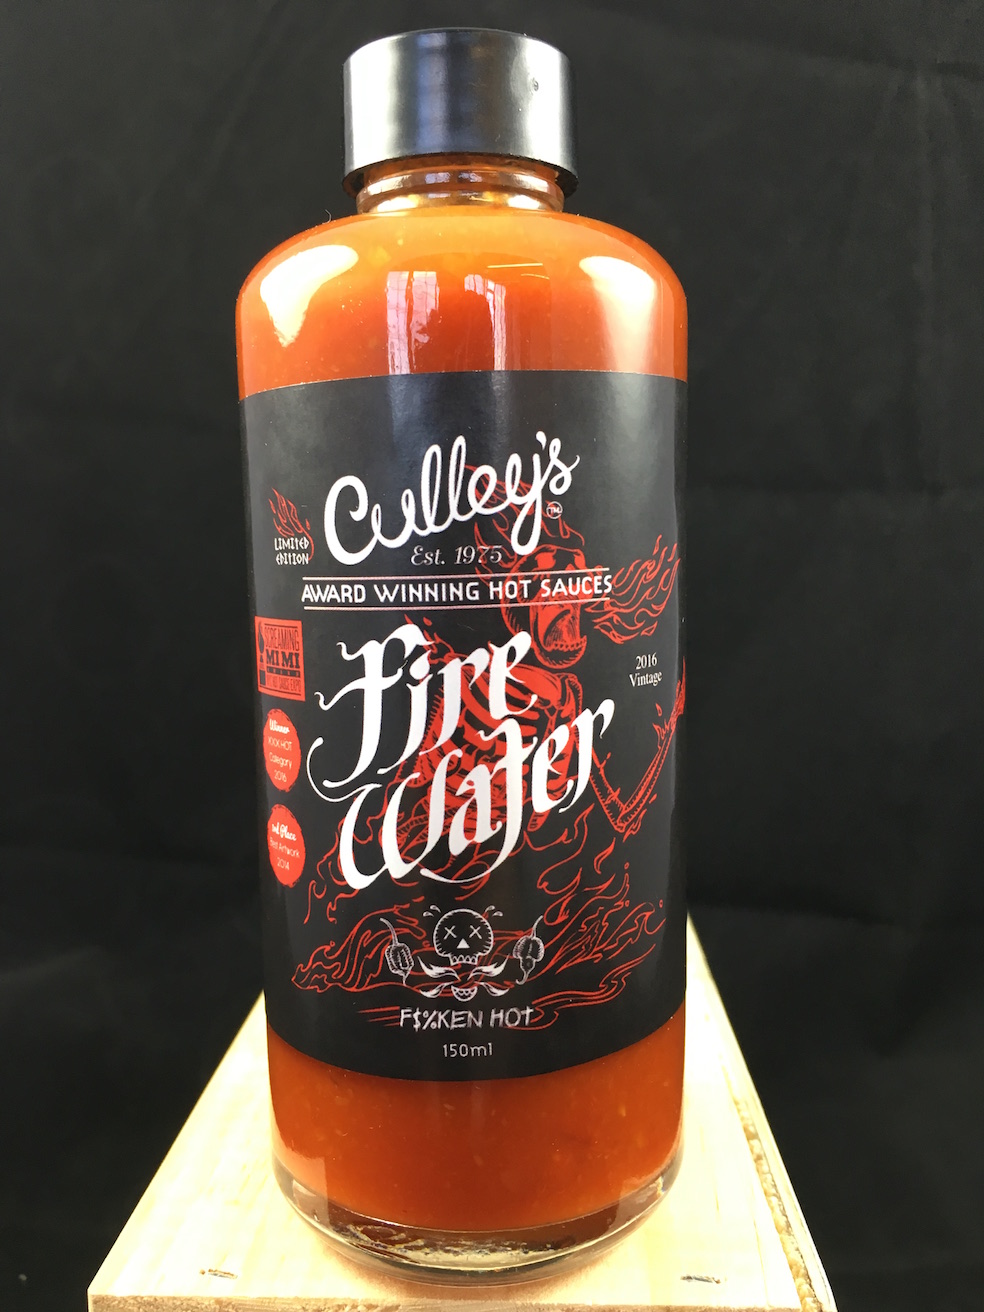 Culley's
TM
Est. 1975
LIMITED
EDITION
AWARD WINNING HOT SAUCES
SCREAMING
MIMI
Fire
Water
2016
Vintage
Winner
XXX HOT
Category
2016
Place
Best Artwork
2014
F$%KEN HOT
150ml